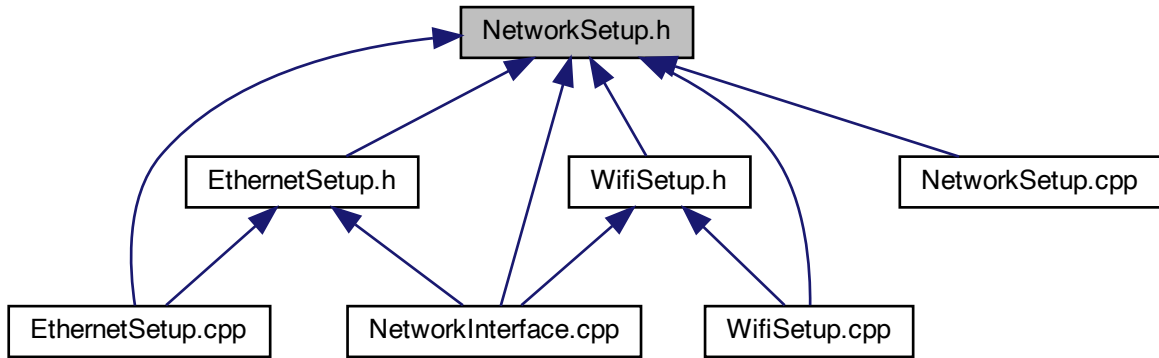 NetworkSetup.h
EthernetSetup.h
WifiSetup.h
NetworkSetup.cpp
EthernetSetup.cpp
NetworkInterface.cpp
WifiSetup.cpp